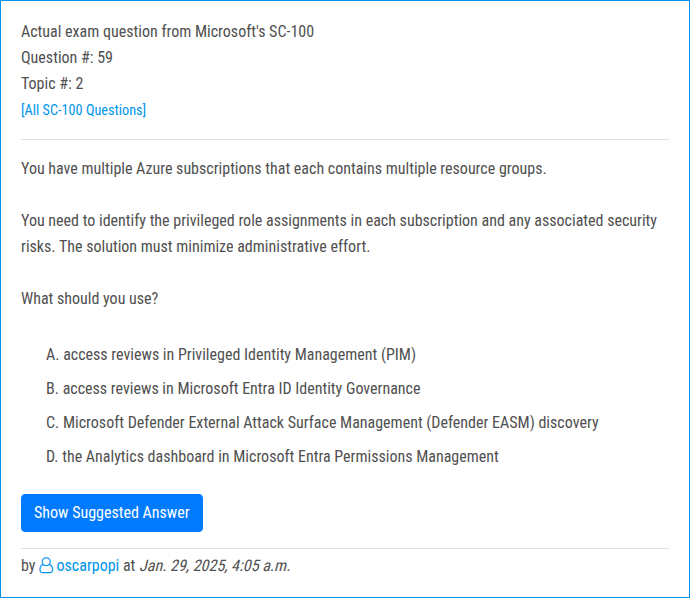 Actual exam question from Microsoft's SC-100
Question #: 59
Topic #: 2
[All SC-100 Questions]
You have multiple Azure subscriptions that each contains multiple resource groups.
You need to identify the privileged role assignments in each subscription and any associated security
risks. The solution must minimize administrative effort.
What should you use?
A. access reviews in Privileged Identity Management (PIM)
B. access reviews in Microsoft Entra ID Identity Governance
C. Microsoft Defender External Attack Surface Management (Defender EASM) discovery
D. the Analytics dashboard in Microsoft Entra Permissions Management
Show Suggested Answer
by oscarpopi at Jan. 29, 2025, 4:05 a.m.